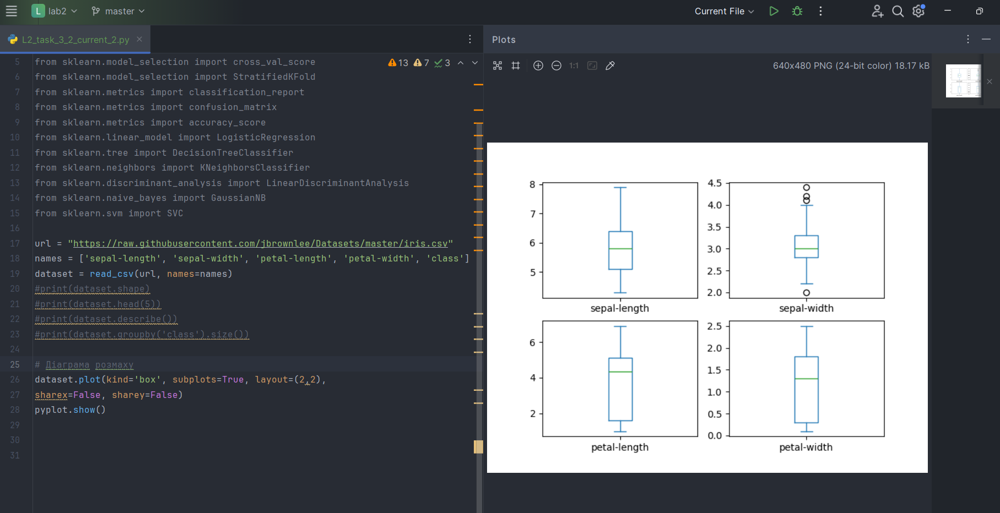 L lab2 master Current File
L2_task_3_2_current_2.py
Plots
13 7 3
1:1 640x480 PNG (24-bit color) 18.17 kB
5 from sklearn.model_selection import cross_val_score
6 from sklearn.model_selection import StratifiedKFold
7 from sklearn.metrics import classification_report
8 from sklearn.metrics import confusion_matrix
9 from sklearn.metrics import accuracy_score
10 from sklearn.linear_model import LogisticRegression
11 from sklearn.tree import DecisionTreeClassifier
12 from sklearn.neighbors import KNeighborsClassifier
13 from sklearn.discriminant_analysis import LinearDiscriminantAnalysis
14 from sklearn.naive_bayes import GaussianNB
15 from sklearn.svm import SVC
16
17 url = "https://raw.githubusercontent.com/jbrownlee/Datasets/master/iris.csv"
18 names = ['sepal-length', 'sepal-width', 'petal-length', 'petal-width', 'class']
19 dataset = read_csv(url, names=names)
20 #print(dataset.shape)
21 #print(dataset.head(5))
22 #print(dataset.describe())
23 #print(dataset.groupby('class').size())
24
25 # Діаграма розмаху
26 dataset.plot(kind='box', subplots=True, layout=(2,2),
27 sharex=False, sharey=False)
28 pyplot.show()
29
30
31
8
7
6
5
sepal-length
4.5
4.0
3.5
3.0
2.5
2.0
sepal-width
6
4
2
petal-length
2.5
2.0
1.5
1.0
0.5
0.0
petal-width